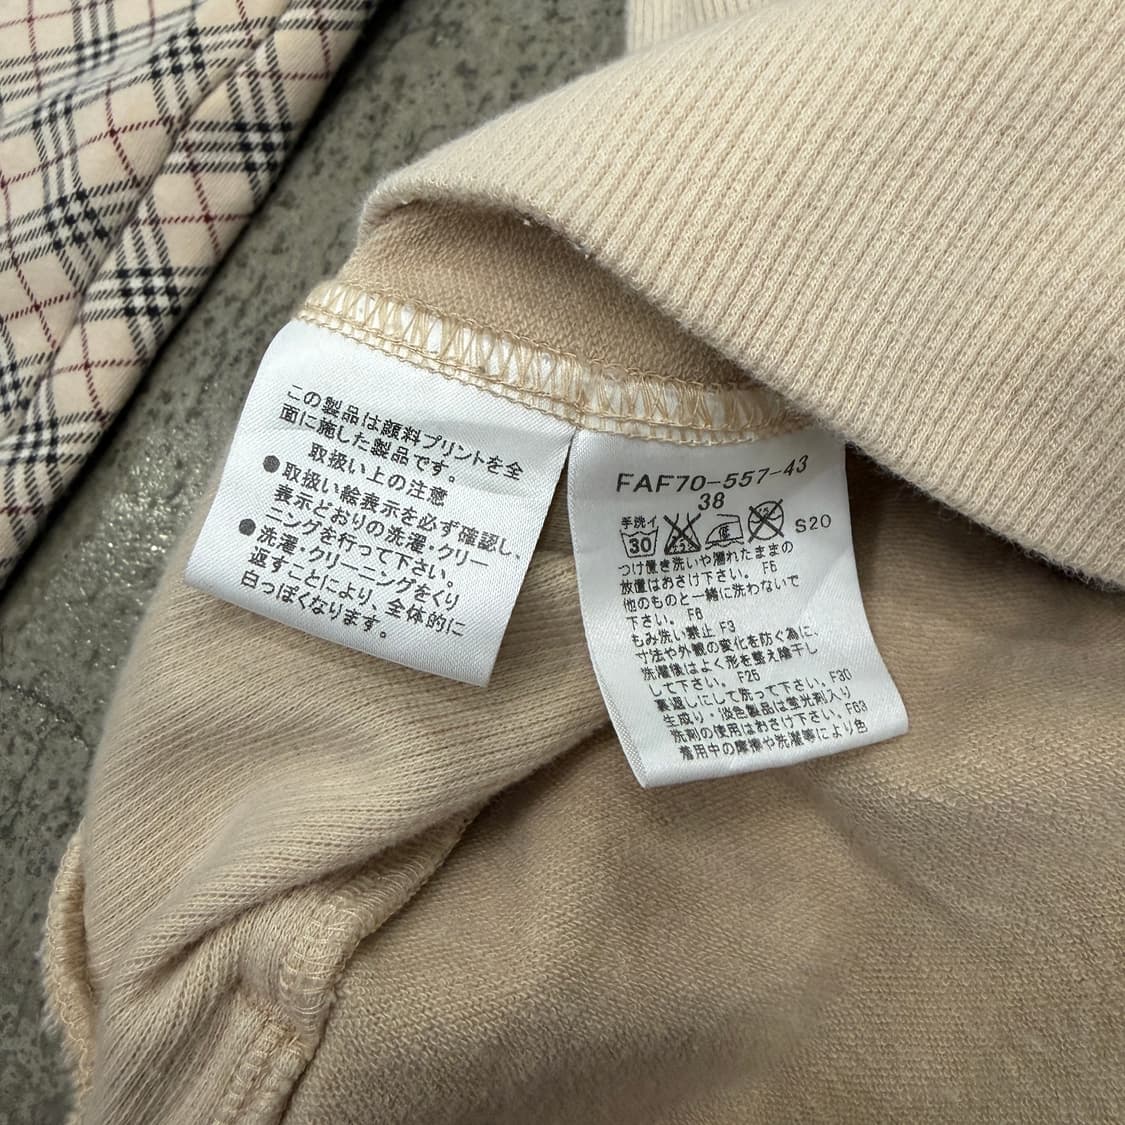 この製品は顔料プリントを全
面に施した製品です。
取扱い上の注意
●取扱い絵表示を必ず確認し、
表示どおりの洗濯・クリー
ニングを行って下さい。
●洗濯・クリーニングをくり
返すことにより、全体的に
白っぽくなります。
FAF70-557-43
38
手洗イ
30 S20
つけ置き洗いや濡れたままの
放置はおさけ下さい。 F5
他のものと一緒に洗わないで
下さい。 F6
もみ洗い禁止 F3
寸法や外観の変化を防ぐ為に、
洗濯後はよく形を整え陰干し
して下さい。 F25
裏返しにして洗って下さい。F30
生成り・淡色製品は蛍光剤入り
洗剤の使用はおさけ下さい。F63
着用中の摩擦や洗濯等により色